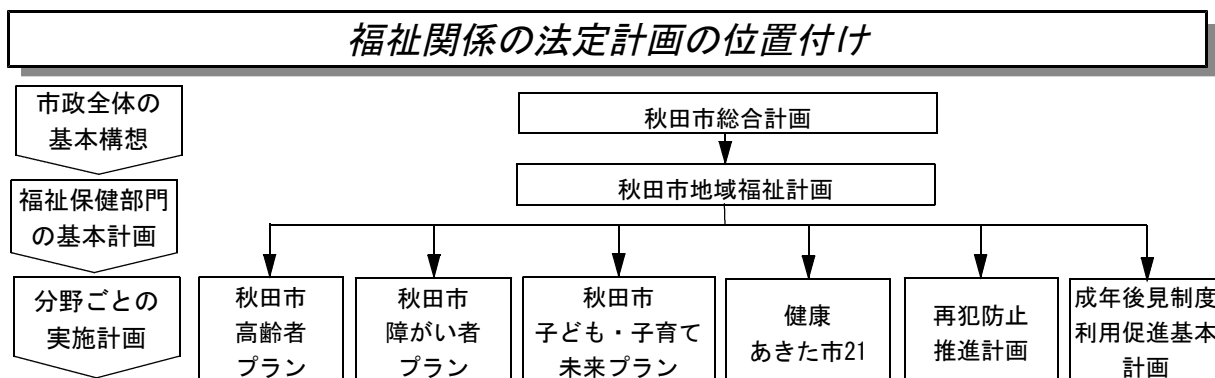 福祉関係の法定計画の位置付け
市政全体の
基本構想
秋田市総合計画
福祉保健部門
の基本計画
秋田市地域福祉計画
分野ごとの
実施計画
秋田市
高齢者
プラン
秋田市
障がい者
プラン
秋田市
子ども・子育て
未来プラン
健康
あきた市21
再犯防止
推進計画
成年後見制度
利用促進基本
計画